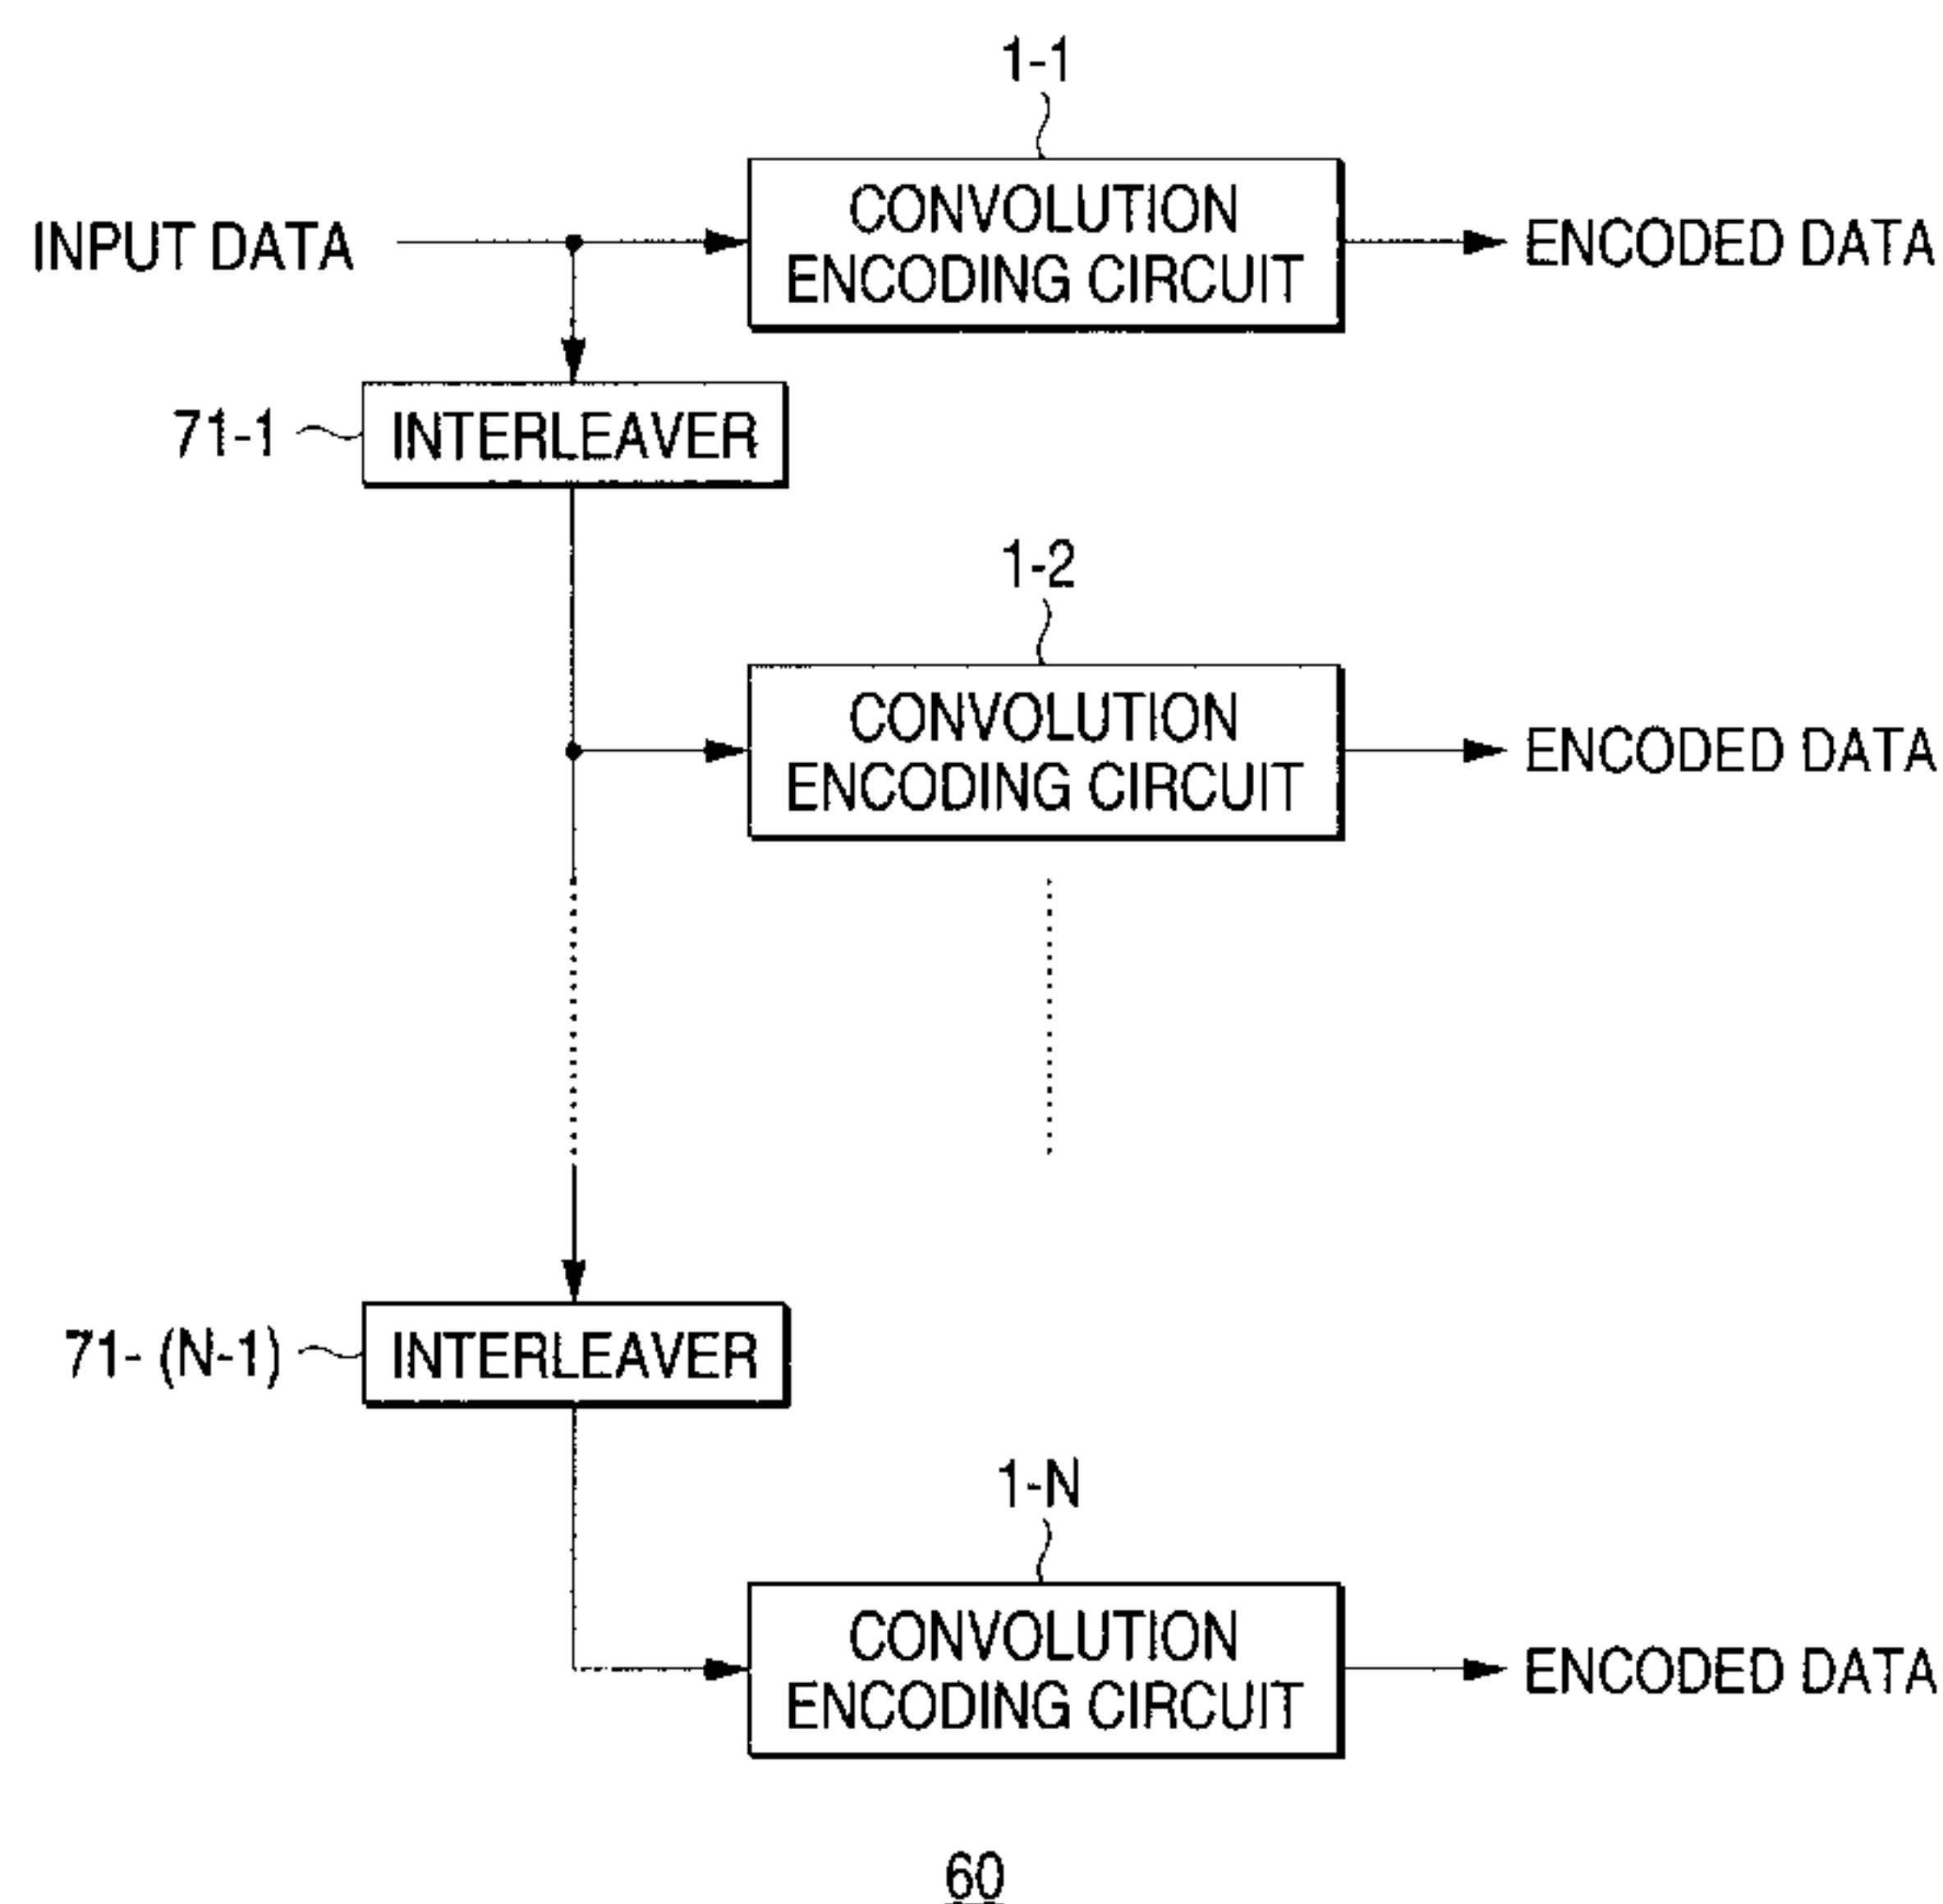 1-1
INPUT DATA
CONVOLUTION
ENCODING CIRCUIT
ENCODED DATA
71-1
INTERLEAVER
1-2
CONVOLUTION
ENCODING CIRCUIT
ENCODED DATA
71- (N-1)
INTERLEAVER
1-N
CONVOLUTION
ENCODING CIRCUIT
ENCODED DATA
60